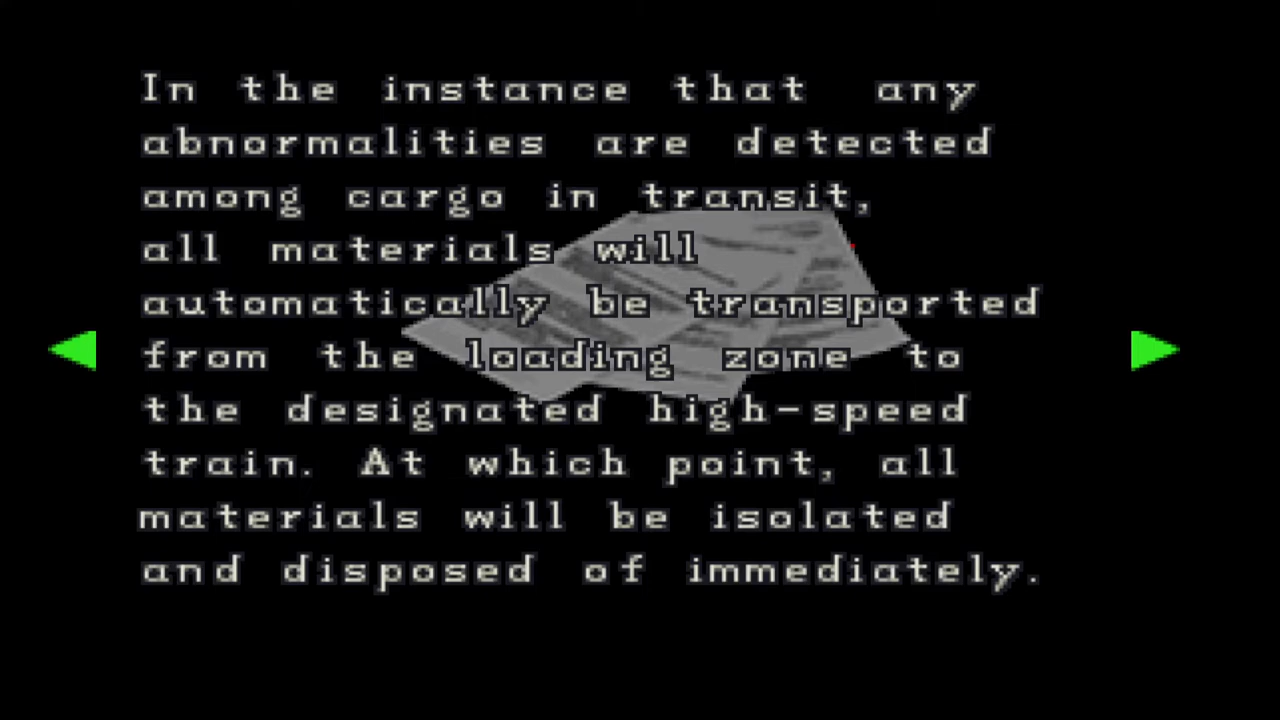 In the instance that any
abnormalities are detected
among cargo in transit,
all materials will
automatically be transported
from the loading zone to
the designated high-speed
train. At which point, all
materials will be isolated
and disposed of immediately.